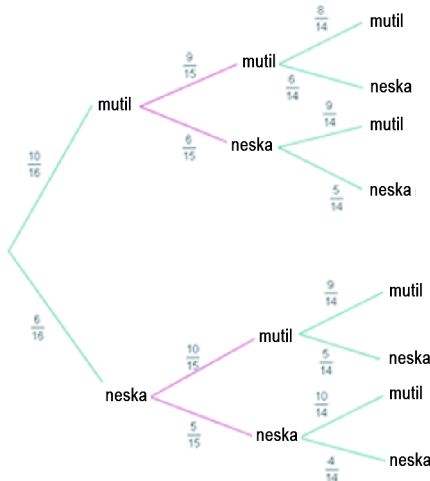 8/14
mutil
9/15
mutil
6/14
neska
mutil
9/14
mutil
6/15
neska
10/16
5/14
neska
9/14
mutil
6/16
10/15
mutil
5/14
neska
neska
10/14
mutil
5/15
neska
4/14
neska